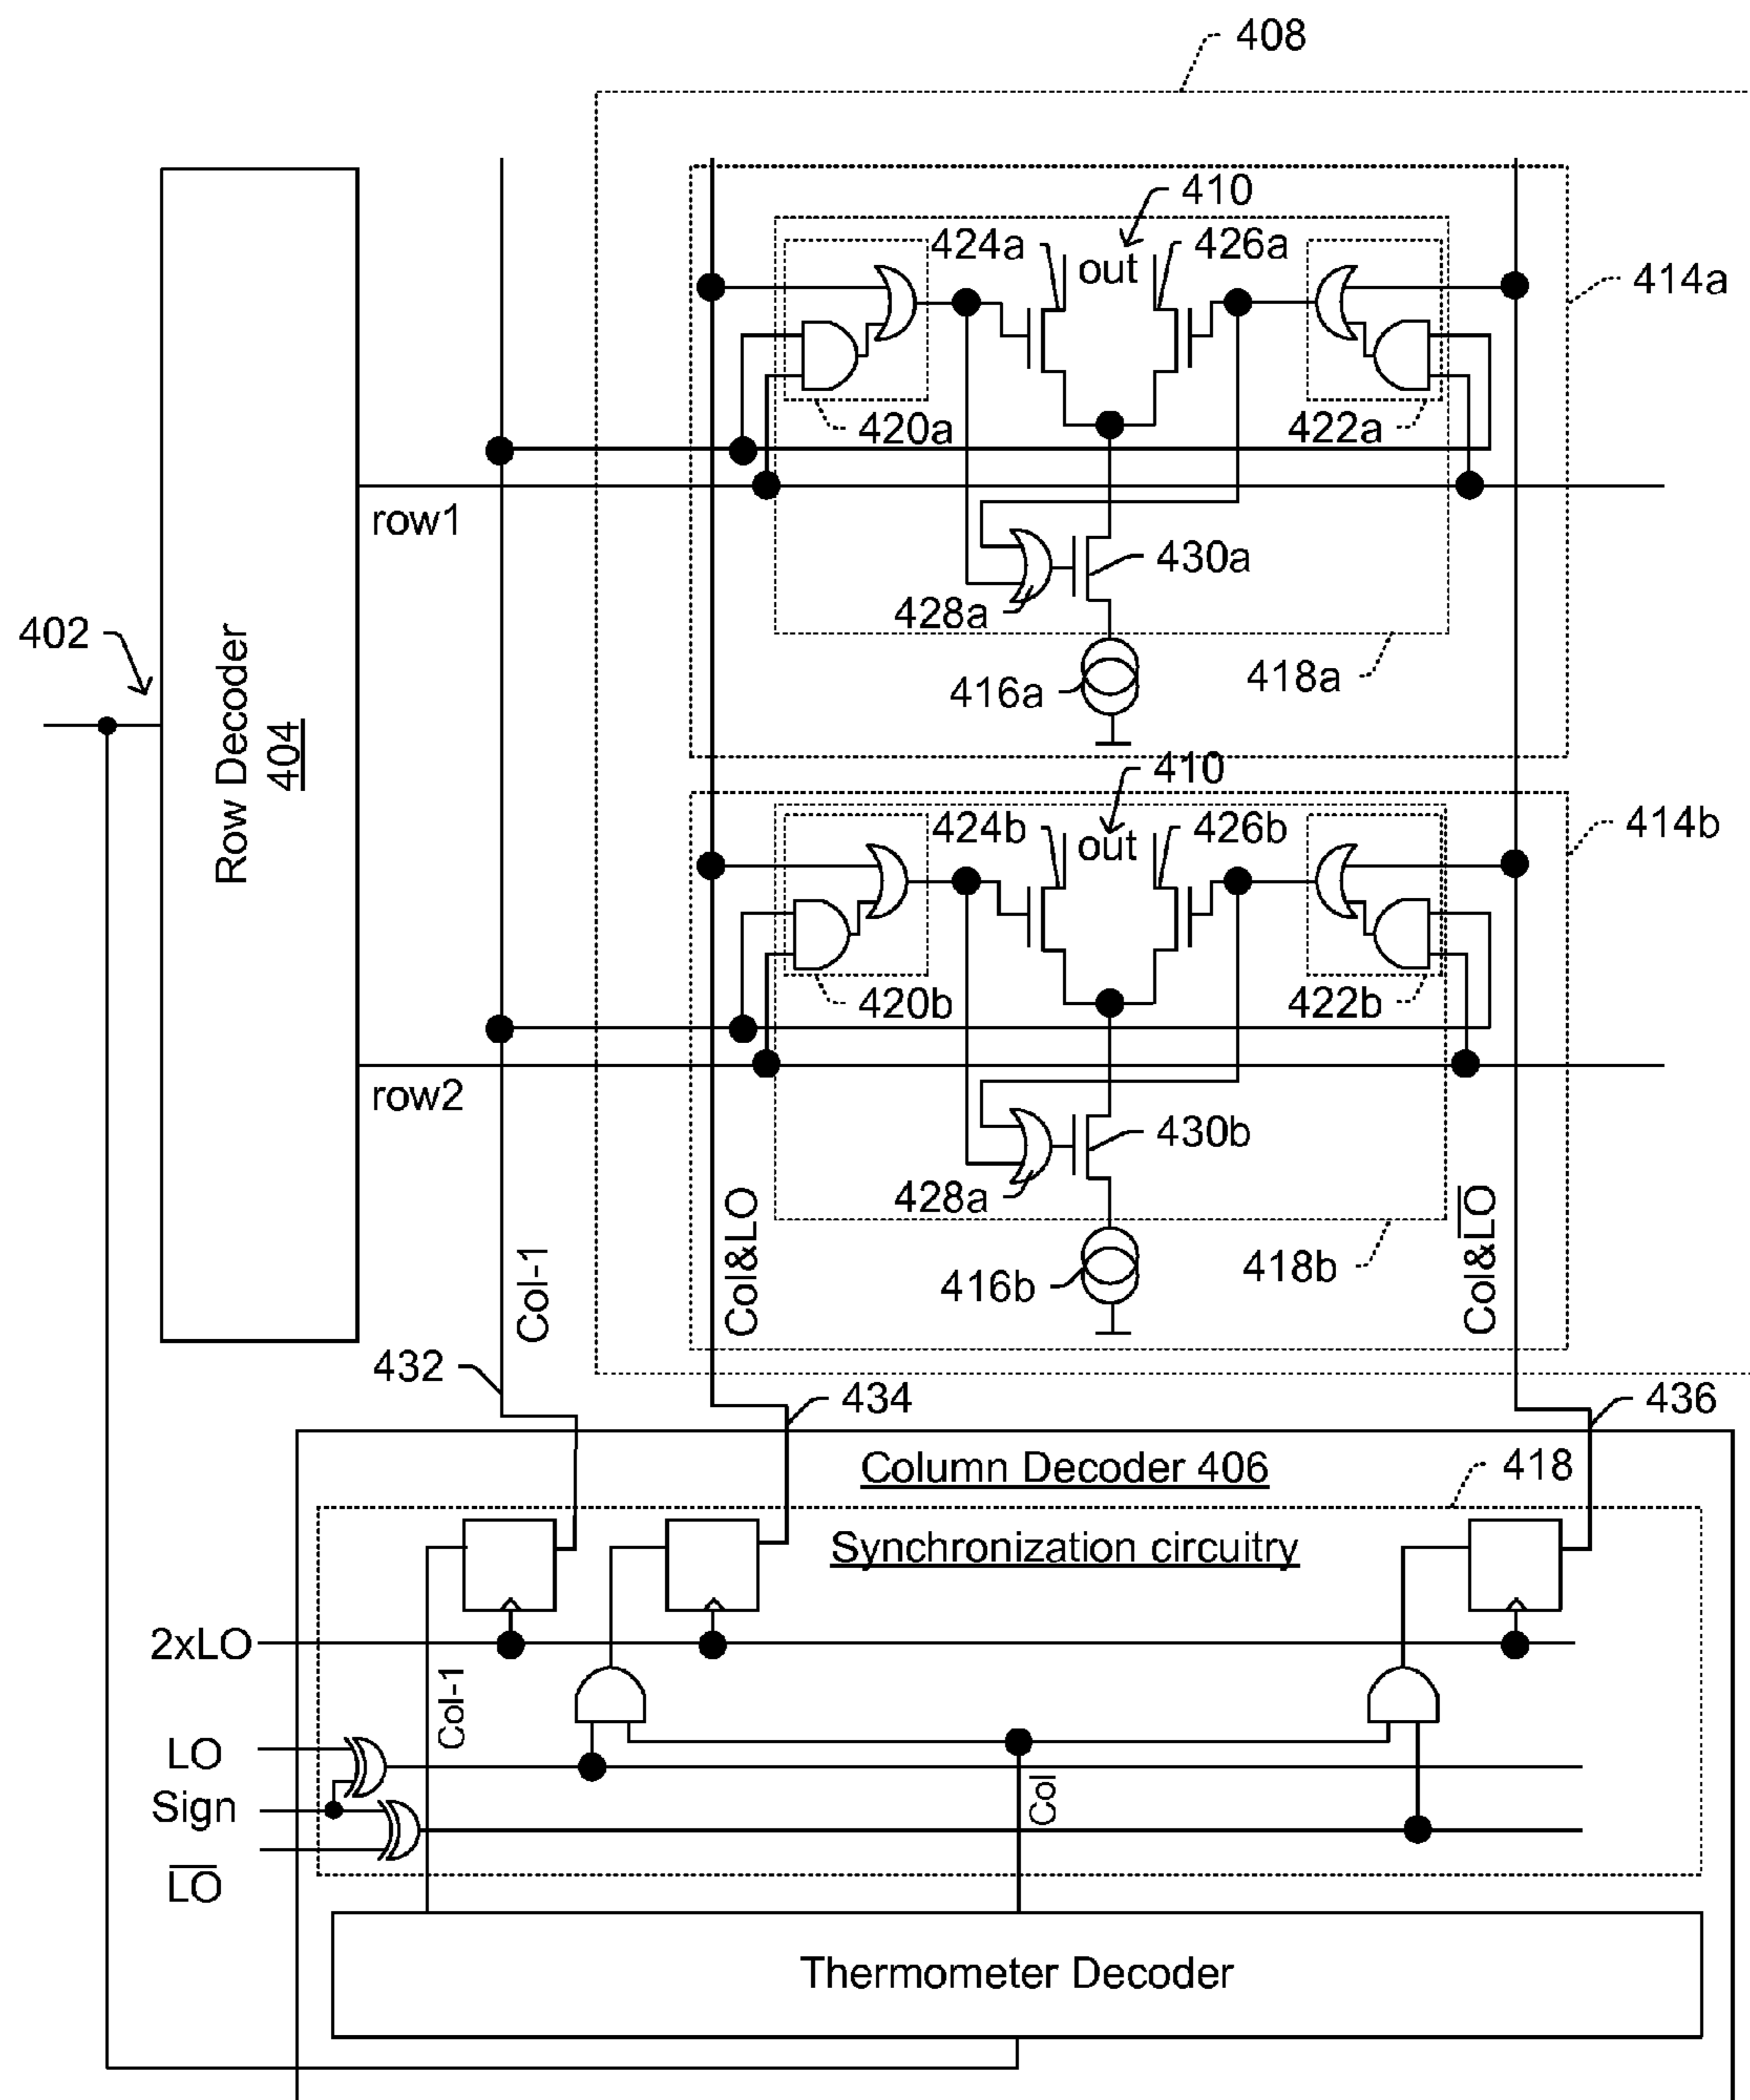 408
410
424a
426a
out
414a
420a
422a
row1
430a
428a
402
Row Decoder
404
416a
418a
410
424b
426b
out
414b
420b
422b
row2
430b
428a
Col-1
Col&LO
Col&L̅O̅
416b
418b
432
434
436
Column Decoder 406
418
Synchronization circuitry
2xLO
Col-1
LO
Sign
Col
L̅O̅
Thermometer Decoder